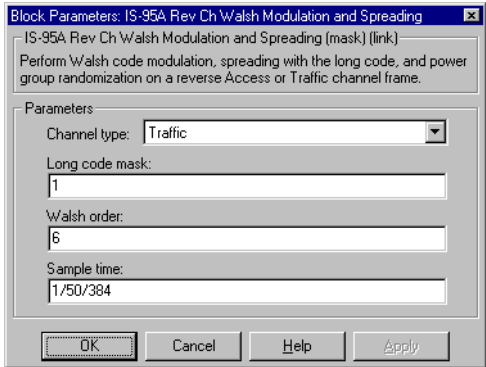 Block Parameters: IS-95A Rev Ch Walsh Modulation and Spreading
IS-95A Rev Ch Walsh Modulation and Spreading (mask) (link)
Perform Walsh code modulation, spreading with the long code, and power
group randomization on a reverse Access or Traffic channel frame.
Parameters
Channel type: Traffic
Long code mask:
1
Walsh order:
6
Sample time:
1/50/384
OK Cancel Help Apply